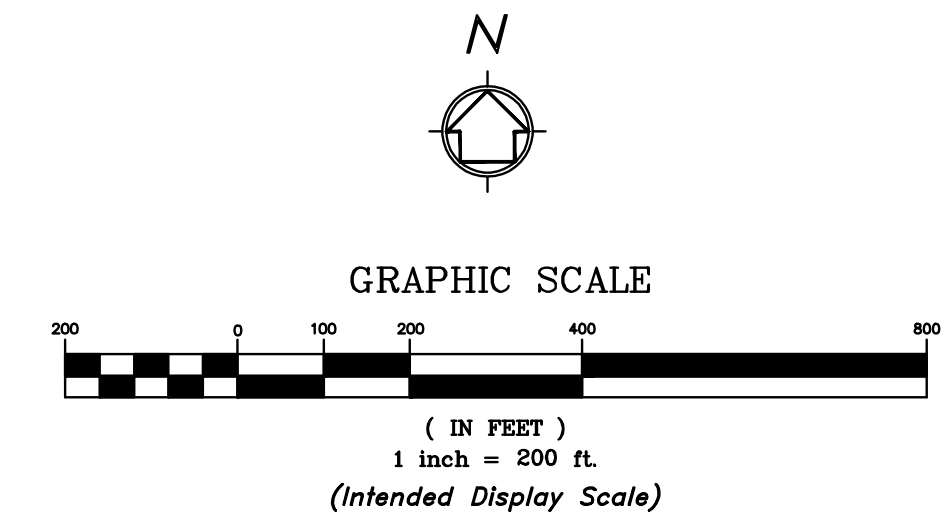 N
GRAPHIC SCALE
200 0 100 200 400 800
( IN FEET )
1 inch = 200 ft.
(Intended Display Scale)